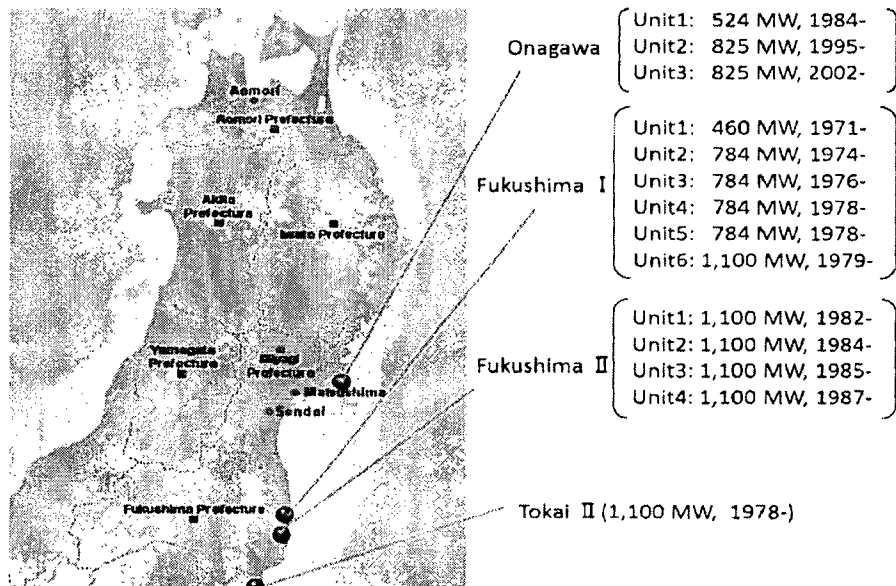 Aomori
Aomori Prefecture
Akita
Prefecture
Iwate Prefecture
Yamagata
Prefecture
Miyagi
Prefecture
Matsushima
Sendai
Fukushima Prefecture
Onagawa
Unit1: 524 MW, 1984-
Unit2: 825 MW, 1995-
Unit3: 825 MW, 2002-
Fukushima I
Unit1: 460 MW, 1971-
Unit2: 784 MW, 1974-
Unit3: 784 MW, 1976-
Unit4: 784 MW, 1978-
Unit5: 784 MW, 1978-
Unit6: 1,100 MW, 1979-
Fukushima II
Unit1: 1,100 MW, 1982-
Unit2: 1,100 MW, 1984-
Unit3: 1,100 MW, 1985-
Unit4: 1,100 MW, 1987-
Tokai II (1,100 MW, 1978-)